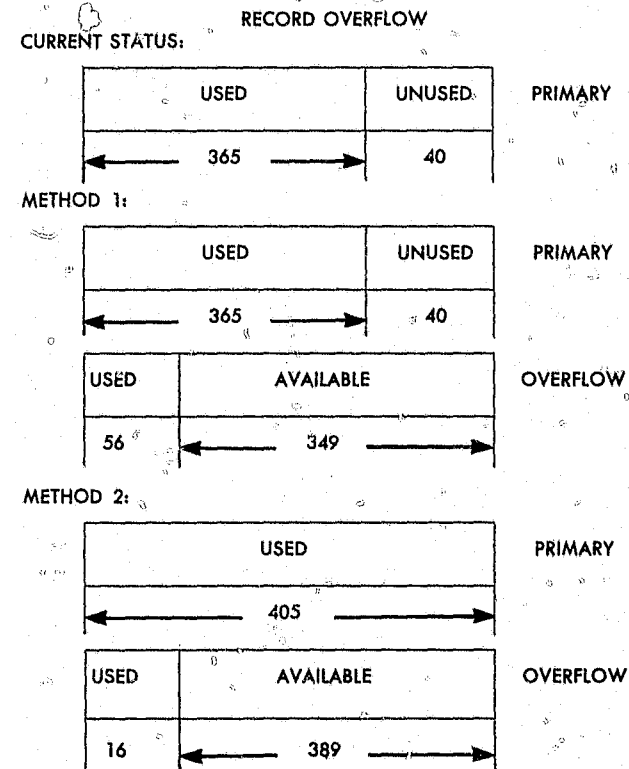 RECORD OVERFLOW
CURRENT STATUS:
USED UNUSED PRIMARY
365 40
METHOD 1:
USED UNUSED PRIMARY
365 40
USED AVAILABLE OVERFLOW
56 349
METHOD 2:
USED PRIMARY
405
USED AVAILABLE OVERFLOW
16 389